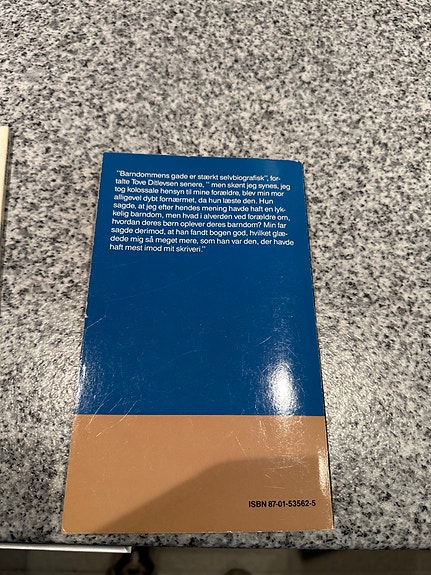 "Barndommens gade er stærkt selvbiografisk", for-
talte Tove Ditlevsen senere, " men skønt jeg synes, jeg
tog kolossale hensyn til mine forældre, blev min mor
alligevel dybt fornærmet, da hun læste den. Hun
sagde, at jeg efter hendes mening havde haft en lyk-
kelig barndom, men hvad i alverden ved forældre om,
hvordan deres børn oplever deres barndom? Min far
sagde derimod, at han fandt bogen god, hvilket glæ-
dede mig så meget mere, som han var den, der havde
haft mest imod mit skriveri."
ISBN 87-01-53562-5